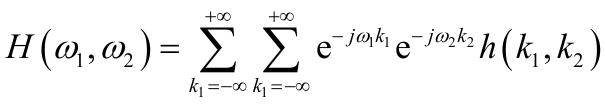 H(ω₁,ω₂) = ∑_{k₁=-∞}^{+∞} ∑_{k₁=-∞}^{+∞} e^{-jω₁k₁} e^{-jω₂k₂} h(k₁,k₂)